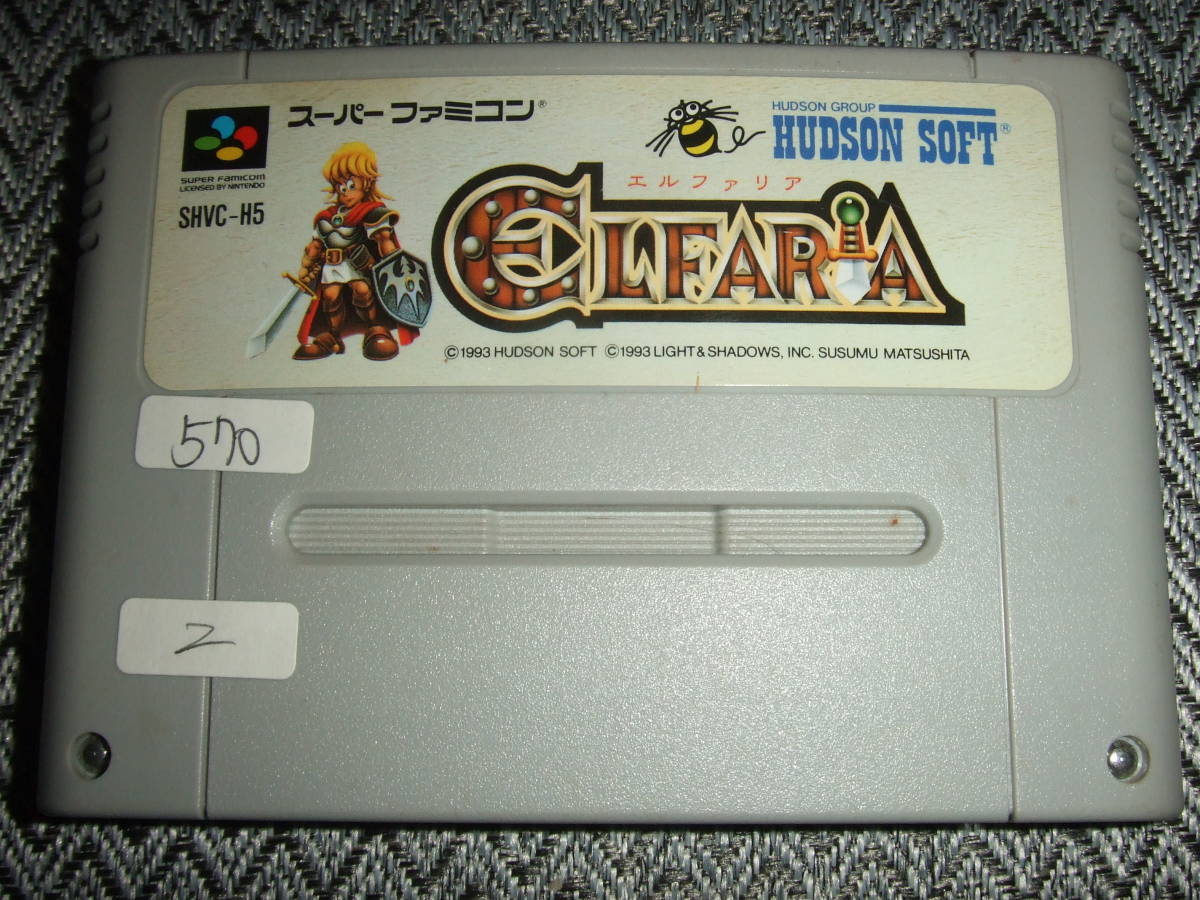 スーパーファミコン®
HUDSON GROUP
HUDSON SOFT®
SUPER FAMICOM
LICENSED BY NINTENDO
SHVC-H5
エルファリア
ELFARIA
©1993 HUDSON SOFT ©1993 LIGHT & SHADOWS, INC. SUSUMU MATSUSHITA
570
2